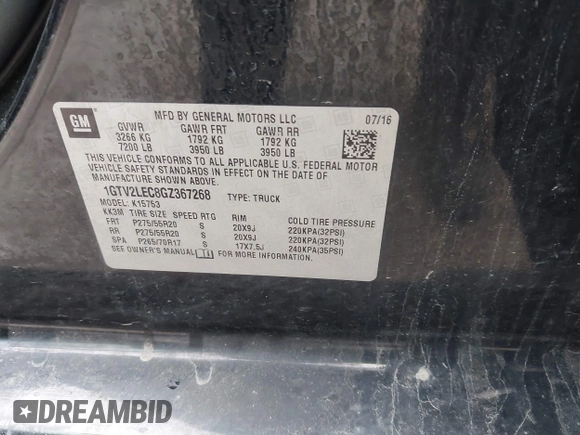 GM
MFD BY GENERAL MOTORS LLC 07/16
GVWR GAWR FRT GAWR RR
3266 KG 1792 KG 1792 KG
7200 LB 3950 LB 3950 LB
THIS VEHICLE CONFORMS TO ALL APPLICABLE U.S. FEDERAL MOTOR
VEHICLE SAFETY STANDARDS IN EFFECT ON THE DATE OF
MANUFACTURE SHOWN ABOVE.
1GTV2LEC8GZ367268 TYPE: TRUCK
MODEL: K15753
KK3M TIRE SIZE SPEED RTG RIM COLD TIRE PRESSURE
FRT P275/55R20 S 20X9J 220KPA(32PSI)
RR P275/55R20 S 20X9J 220KPA(32PSI)
SPA P265/70R17 S 17X7.5J 240KPA(35PSI)
SEE OWNER'S MANUAL FOR MORE INFORMATION.
DREAMBID